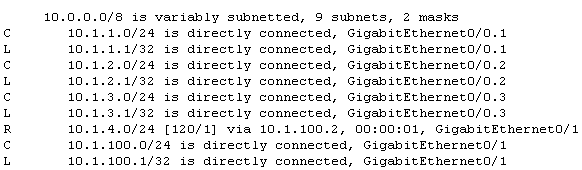 10.0.0.0/8 is variably subnetted, 9 subnets, 2 masks
C 10.1.1.0/24 is directly connected, GigabitEthernet0/0.1
L 10.1.1.1/32 is directly connected, GigabitEthernet0/0.1
C 10.1.2.0/24 is directly connected, GigabitEthernet0/0.2
L 10.1.2.1/32 is directly connected, GigabitEthernet0/0.2
C 10.1.3.0/24 is directly connected, GigabitEthernet0/0.3
L 10.1.3.1/32 is directly connected, GigabitEthernet0/0.3
R 10.1.4.0/24 [120/1] via 10.1.100.2, 00:00:01, GigabitEthernet0/1
C 10.1.100.0/24 is directly connected, GigabitEthernet0/1
L 10.1.100.1/32 is directly connected, GigabitEthernet0/1